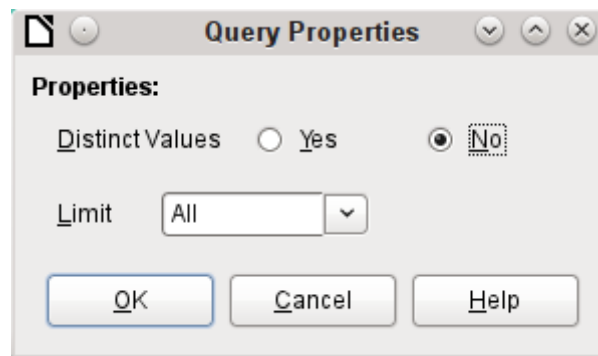 Query Properties
Properties:
Distinct Values Yes No
Limit All
OK Cancel Help